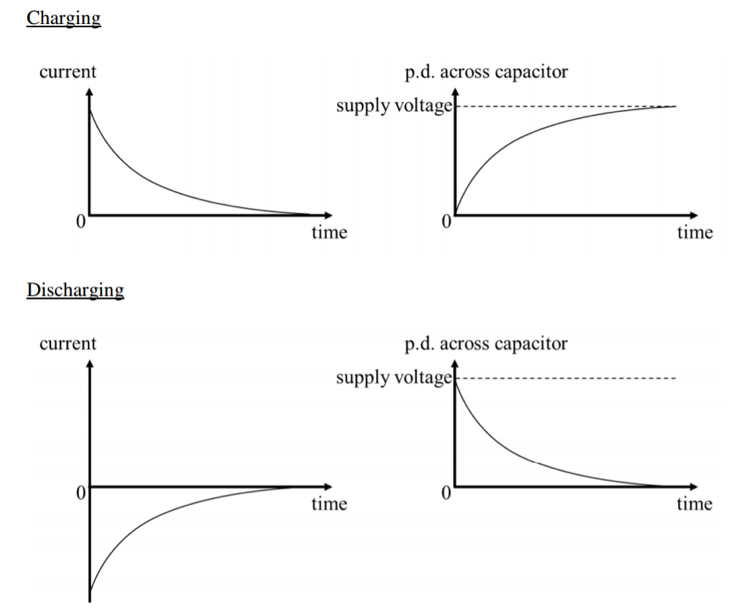 Charging
current
p.d. across capacitor
supply voltage
0
time
0
time
Discharging
current
p.d. across capacitor
supply voltage
0
time
0
time